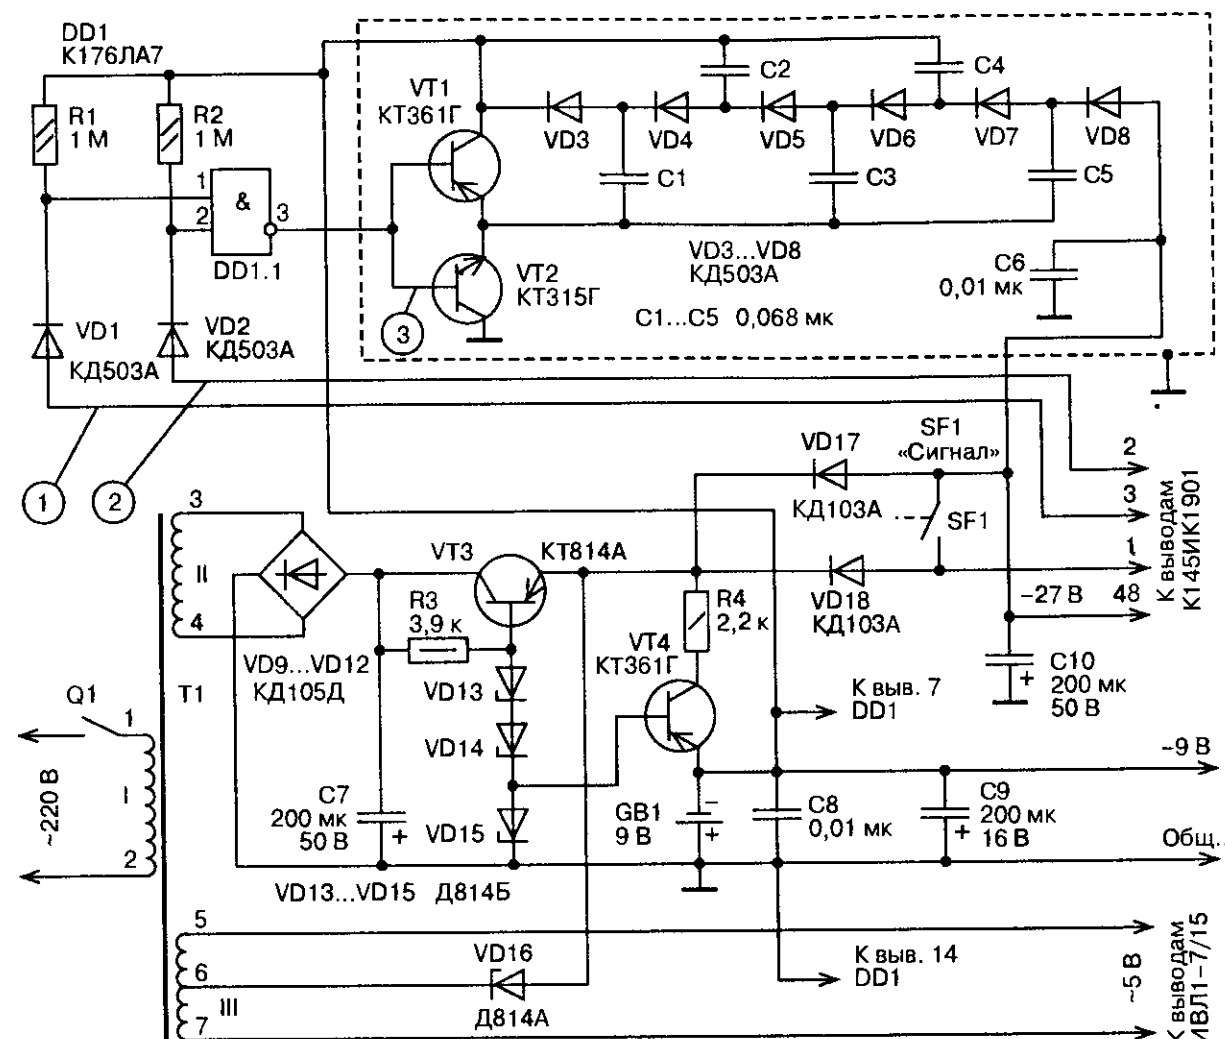 DD1
К176ЛА7
R1
1 М
R2
1 М
1
2
&
3
DD1.1
VT1
КТ361Г
C2
C4
VD3
VD4
VD5
VD6
VD7
VD8
C1
C3
C5
VD3...VD8
КД503А
VT2
КТ315Г
C6
0,01 мк
C1...C5 0,068 мк
3
VD1
КД503А
VD2
КД503А
1
2
VD17
КД103А
SF1
«Сигнал»
SF1
2
3
1
48
−27 В
К выводам
К145ИК1901
3
II
4
VT3
КТ814А
R3
3,9 к
R4
2,2 к
VD18
КД103А
VT4
КТ361Г
VD9...VD12
КД105Д
VD13
VD14
VD15
C10
+
200 мк
50 В
К выв. 7
DD1
Q1
T1
1
I
2
~220 В
C7
200 мк
50 В
+
GB1
9 В
−
+
C8
0,01 мк
C9
200 мк
16 В
+
−9 В
Общ.
VD13...VD15 Д814Б
5
6
III
7
VD16
Д814А
К выв. 14
DD1
~5 В
К выводам
ИВЛ1−7/15